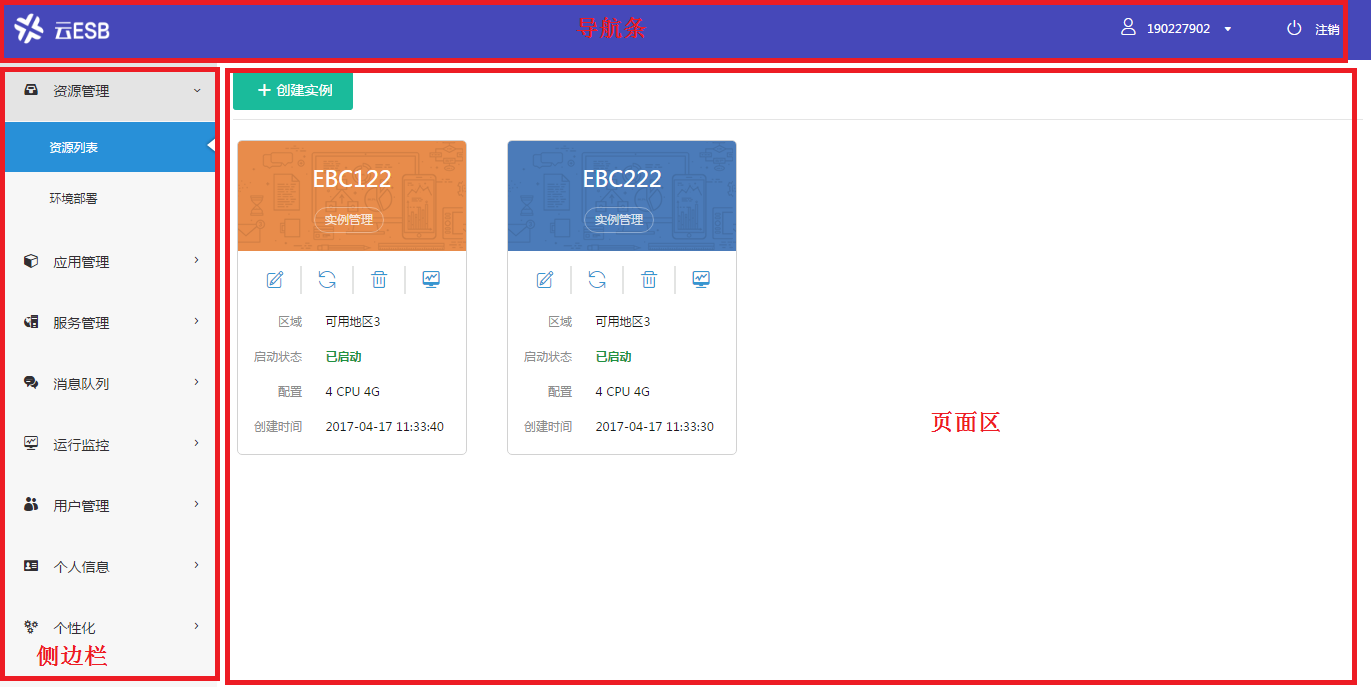 云ESB
导航条
190227902
注销
资源管理
资源列表
环境部署
应用管理
服务管理
消息队列
运行监控
用户管理
个人信息
个性化
侧边栏
+ 创建实例
EBC122
实例管理
区域 可用地区3
启动状态 已启动
配置 4 CPU 4G
创建时间 2017-04-17 11:33:40
EBC222
实例管理
区域 可用地区3
启动状态 已启动
配置 4 CPU 4G
创建时间 2017-04-17 11:33:30
页面区